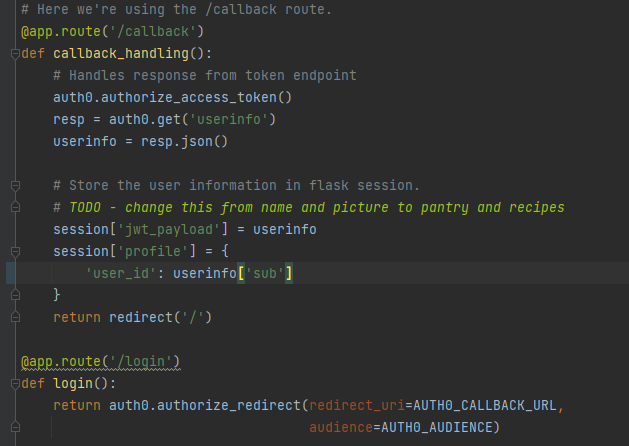 # Here we're using the /callback route.
@app.route('/callback')
def callback_handling():
    # Handles response from token endpoint
    auth0.authorize_access_token()
    resp = auth0.get('userinfo')
    userinfo = resp.json()

    # Store the user information in flask session.
    # TODO - change this from name and picture to pantry and recipes
    session['jwt_payload'] = userinfo
    session['profile'] = {
        'user_id': userinfo['sub']
    }
    return redirect('/')

@app.route('/login')
def login():
    return auth0.authorize_redirect(redirect_uri=AUTH0_CALLBACK_URL,
                                    audience=AUTH0_AUDIENCE)